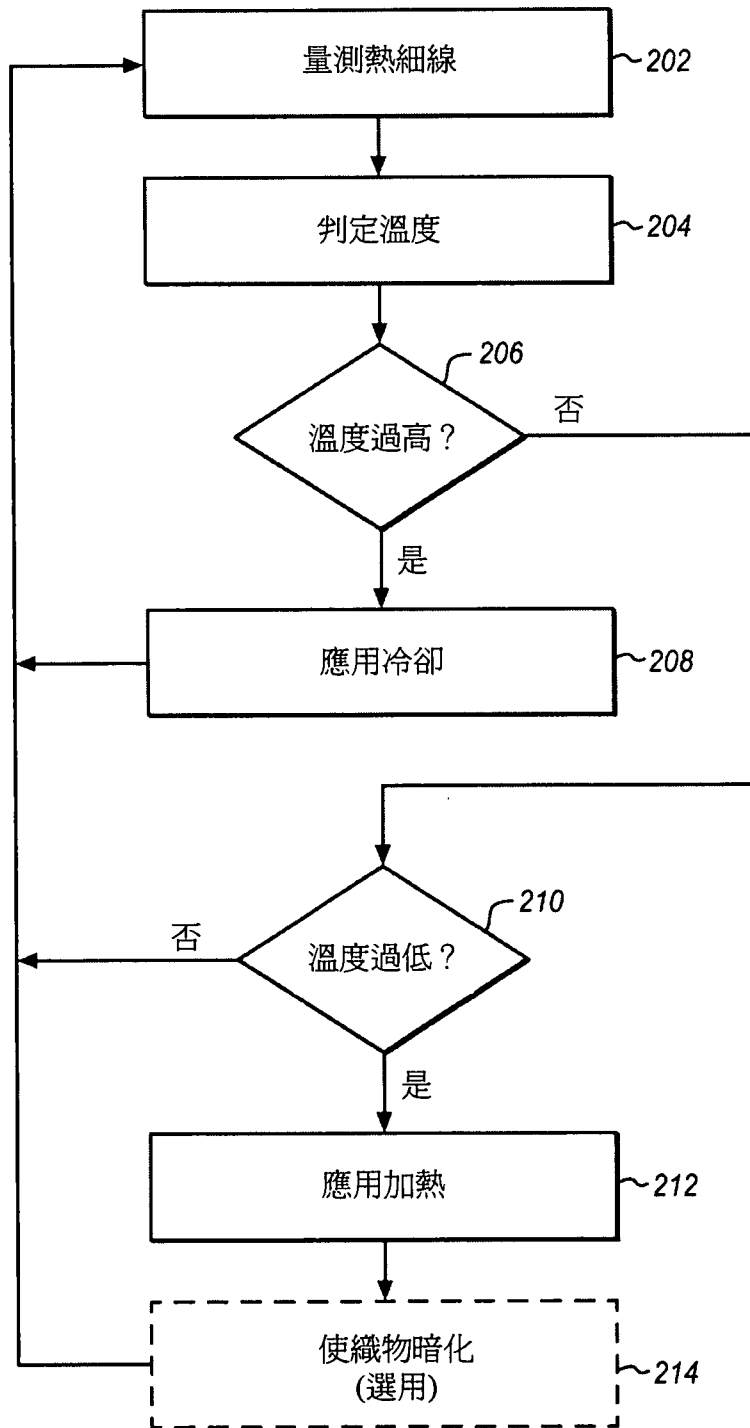 量測熱細線
202
判定溫度
204
206
溫度過高？
否
是
應用冷卻
208
210
溫度過低？
否
是
應用加熱
212
使織物暗化
(選用)
214